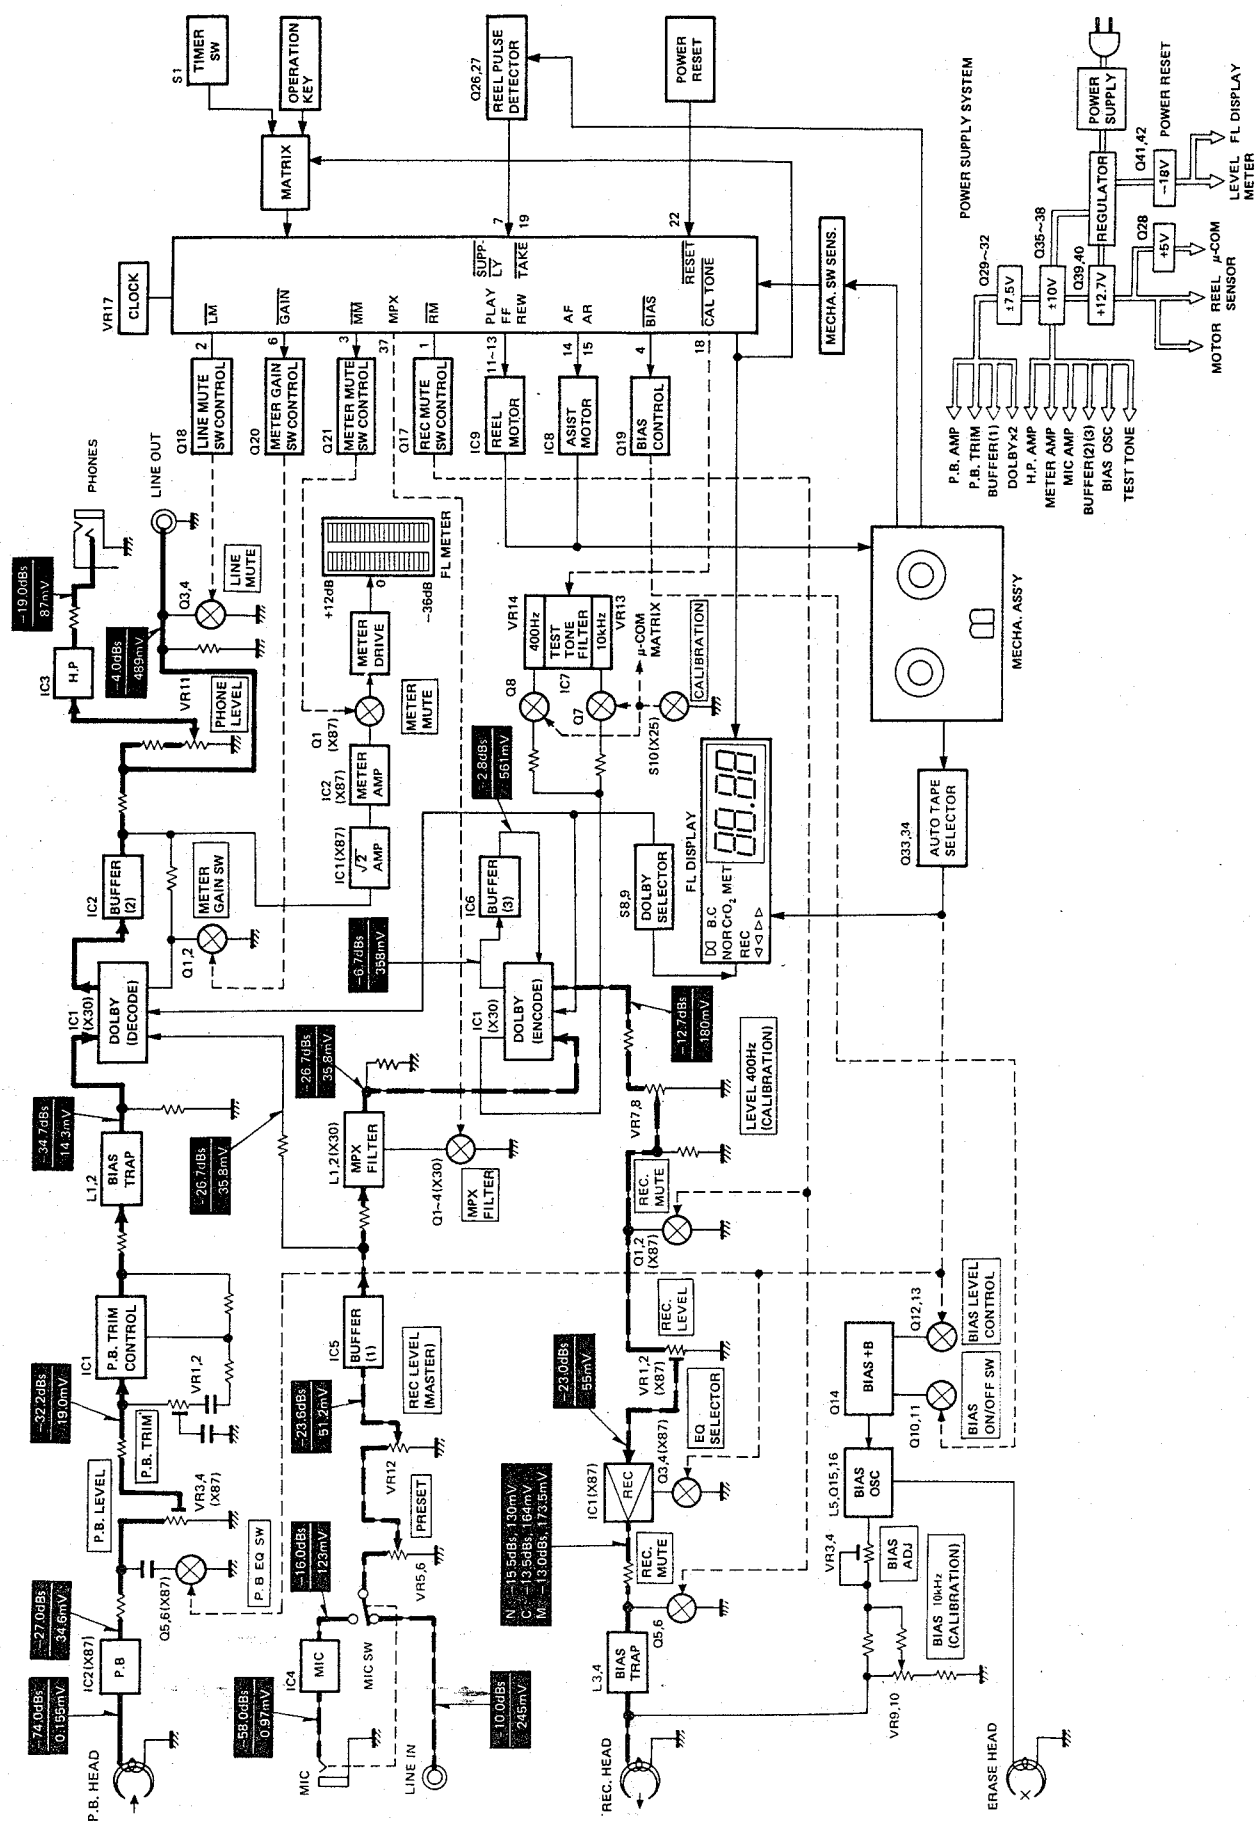 P.B. HEAD
-74.0dBs
0.155mV
IC2(X87)
P.B
-27.0dBs
34.6mV
Q5,6(X87)
P.B EQ SW
P.B. LEVEL
VR3,4
(X87)
P.B. TRIM
-32.2dBs
19.0mV
VR1,2
IC1
P.B. TRIM
CONTROL
L1,2
BIAS
TRAP
-34.7dBs
14.3mV
-26.7dBs
35.8mV
IC1
(X30)
DOLBY
(DECODE)
Q1,2
METER
GAIN SW
IC2
BUFFER
(2)
VR11
PHONE
LEVEL
IC3
H.P
-19.0dBs
87mV
-4.0dBs
489mV
Q3,4
LINE
MUTE
PHONES
LINE OUT
MIC
-58.0dBs
0.97mV
IC4
MIC
MIC SW
-16.0dBs
123mV
LINE IN
-10.0dBs
245mV
VR5,6
PRESET
VR12
REC LEVEL
(MASTER)
-23.6dBs
51.2mV
IC5
BUFFER
(1)
L1,2(X30)
MPX
FILTER
Q1~4(X30)
MPX
FILTER
-26.7dBs
35.8mV
IC1
(X30)
DOLBY
(ENCODE)
-6.7dBs
358mV
IC6
BUFFER
(3)
-2.8dBs
561mV
IC1(X87)
√2
AMP
IC2
(X87)
METER
AMP
Q1
(X87)
METER
MUTE
METER
DRIVE
+12dB
0
-36dB
FL METER
REC. HEAD
L3,4
BIAS
TRAP
Q5,6
REC.
MUTE
N -15.5dBs, 130mV
C -13.5dBs, 164mV
M -13.0dBs, 173.5mV
IC1(X87)
REC
Q3,4(X87)
EQ
SELECTOR
-23.0dBs
55mV
VR1,2
(X87)
REC.
LEVEL
Q1,2
(X87)
REC.
MUTE
VR7,8
LEVEL 400Hz
(CALIBRATION)
-12.7dBs
180mV
Q8
IC7
Q7
VR14
400Hz
TEST
TONE
FILTER
10kHz
VR13
μ-COM
MATRIX
S10(X25)
CALIBRATION
S8,9
DOLBY
SELECTOR
FL DISPLAY
B.C
NOR CrO2 MET
REC
88.88
ERASE HEAD
VR9,10
BIAS 10kHz
(CALIBRATION)
VR3,4
BIAS
ADJ
L5,Q15,16
BIAS
OSC
Q14
BIAS +B
Q10,11
BIAS
ON/OFF SW
Q12,13
BIAS LEVEL
CONTROL
Q33,34
AUTO TAPE
SELECTOR
MECHA. ASS'Y
MECHA. SW SENS.
Q18
LINE MUTE
SW CONTROL
Q20
METER GAIN
SW CONTROL
Q21
METER MUTE
SW CONTROL
Q17
REC MUTE
SW CONTROL
IC9
REEL
MOTOR
IC8
ASIST
MOTOR
Q19
BIAS
CONTROL
2
6
3
37
1
11~13
14
15
4
18
VR17
CLOCK
LM
GAIN
MM
MPX
RM
PLAY
FF
REW
AF
AR
BIAS
CAL TONE
SUPP-
LY
TAKE
RESET
7
19
22
MATRIX
S1
TIMER
SW
OPERATION
KEY
Q26,27
REEL PULSE
DETECTOR
POWER
RESET
POWER SUPPLY SYSTEM
POWER
SUPPLY
REGULATOR
Q29~32
±7.5V
Q35~38
±10V
Q39,40
+12.7V
Q28
+5V
Q41,42
-18V
POWER RESET
P.B. AMP
P.B. TRIM
BUFFER(1)
DOLBY×2
H.P. AMP
METER AMP
MIC AMP
BUFFER(2)(3)
BIAS OSC
TEST TONE
MOTOR
REEL
SENSOR
μ-COM
LEVEL
METER
FL DISPLAY